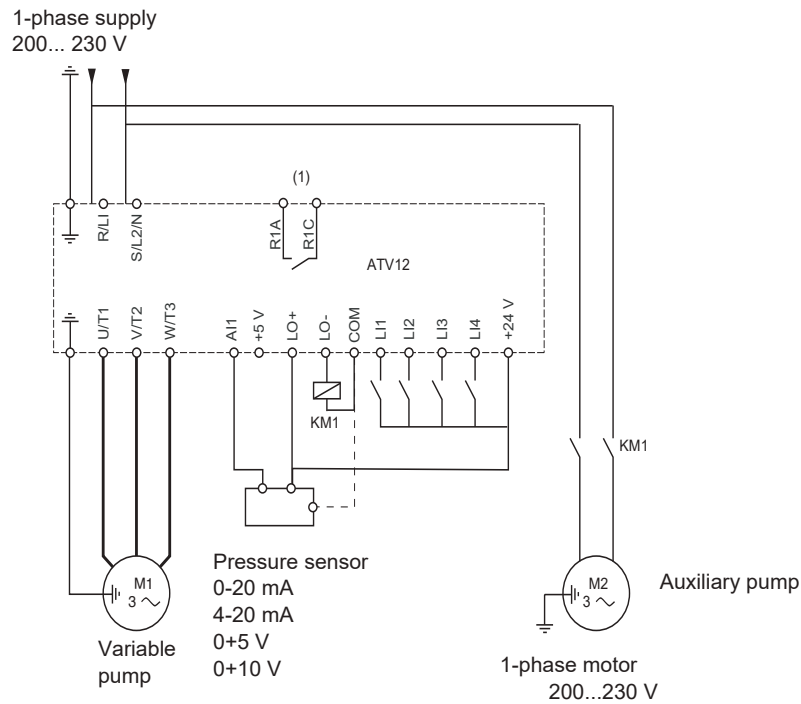 1-phase supply
200... 230 V
(1)
R/LI
S/L2/N
R1A
R1C
ATV12
U/T1
V/T2
W/T3
AI1
+5 V
LO+
LO-
COM
LI1
LI2
LI3
LI4
+24 V
KM1
KM1
M1
3
Variable
pump
Pressure sensor
0-20 mA
4-20 mA
0+5 V
0+10 V
M2
3
Auxiliary pump
1-phase motor
200...230 V